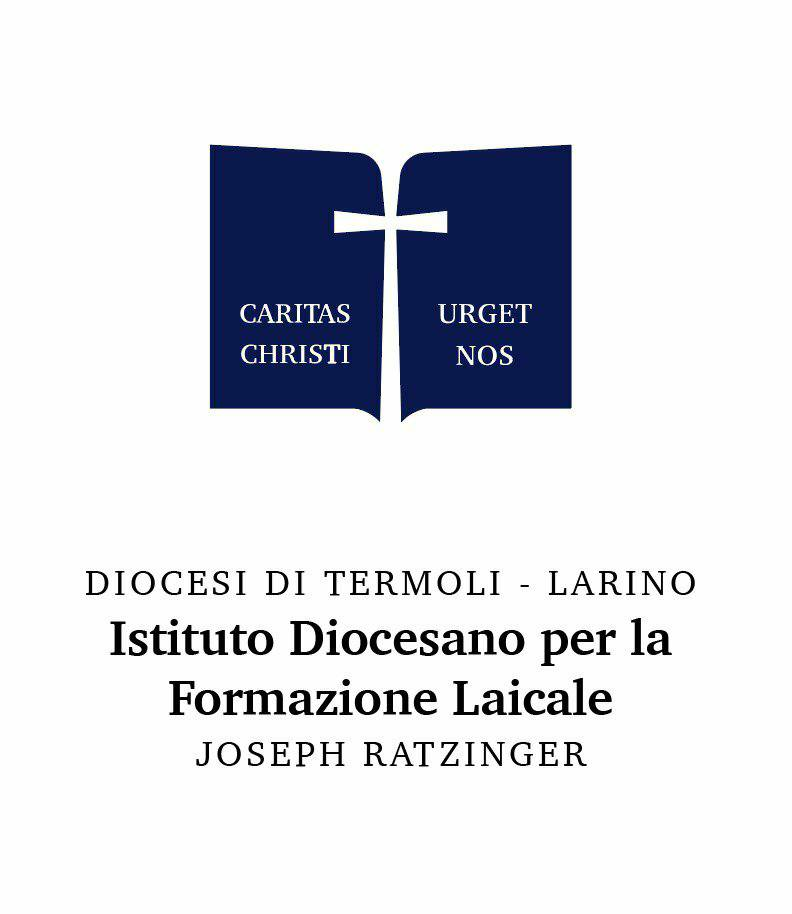 CARITAS
CHRISTI
URGET
NOS
DIOCESI DI TERMOLI - LARINO
Istituto Diocesano per la
Formazione Laicale
JOSEPH RATZINGER